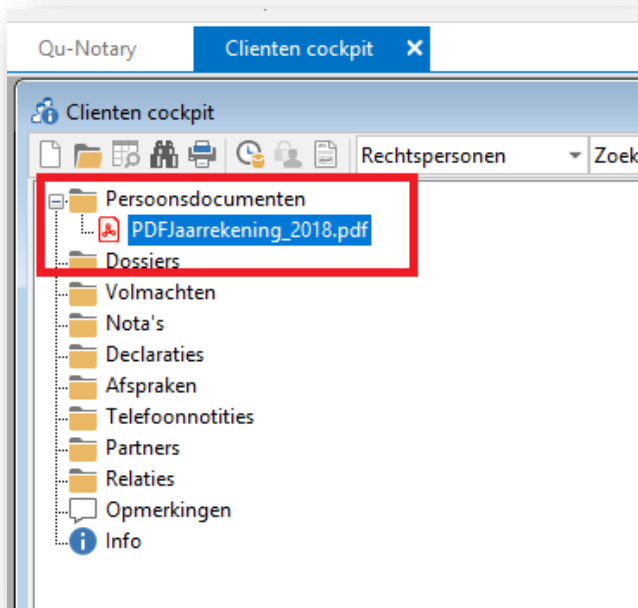 Qu-Notary
Clienten cockpit
Clienten cockpit
Rechtspersonen Zoek
Persoonsdocumenten
PDFJaarrekening_2018.pdf
Dossiers
Volmachten
Nota's
Declaraties
Afspraken
Telefoonnotities
Partners
Relaties
Opmerkingen
Info